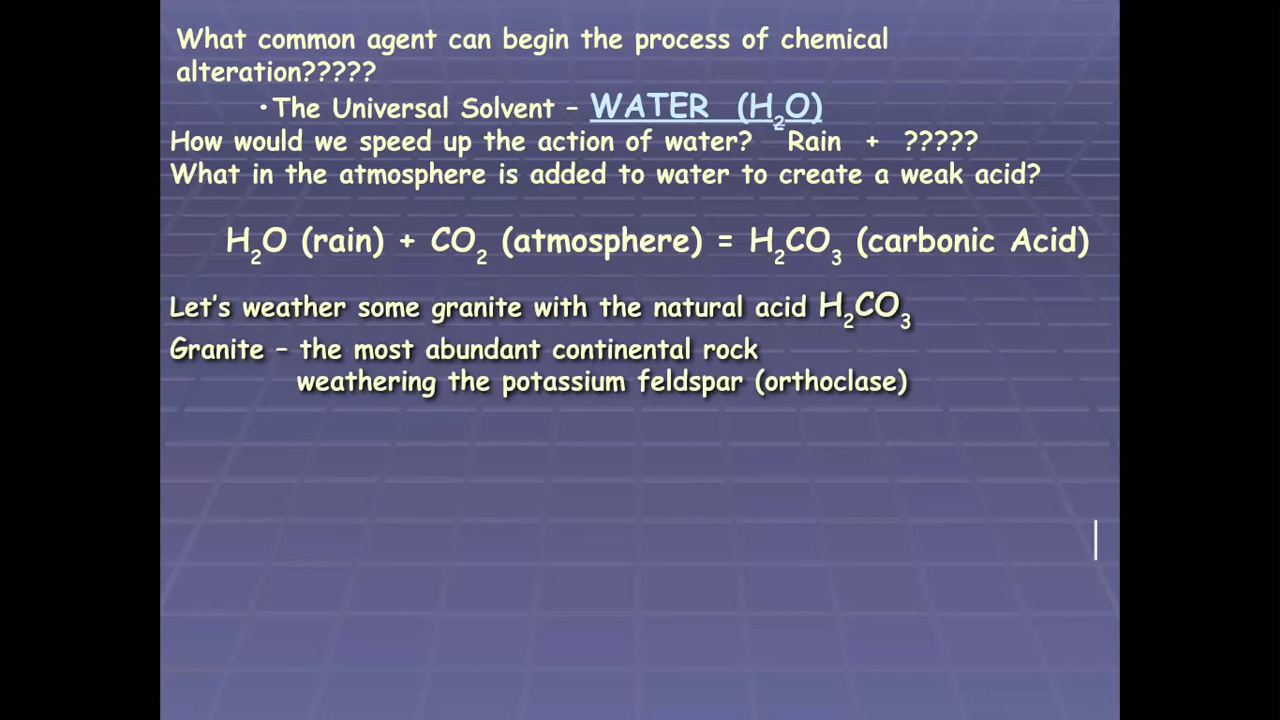 What common agent can begin the process of chemical
alteration?????
•The Universal Solvent – WATER (H2O)
How would we speed up the action of water? Rain + ?????
What in the atmosphere is added to water to create a weak acid?
H2O (rain) + CO2 (atmosphere) = H2CO3 (carbonic Acid)
Let’s weather some granite with the natural acid H2CO3
Granite – the most abundant continental rock
weathering the potassium feldspar (orthoclase)